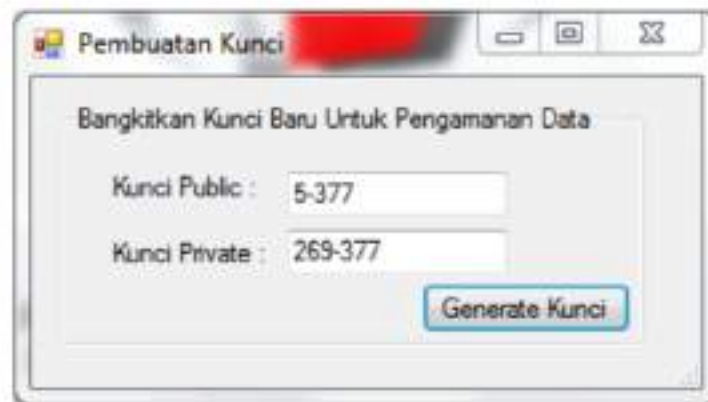 Pembuatan Kunci
Bangkitkan Kunci Baru Untuk Pengamanan Data
Kunci Public : 5-377
Kunci Private : 269-377
Generate Kunci